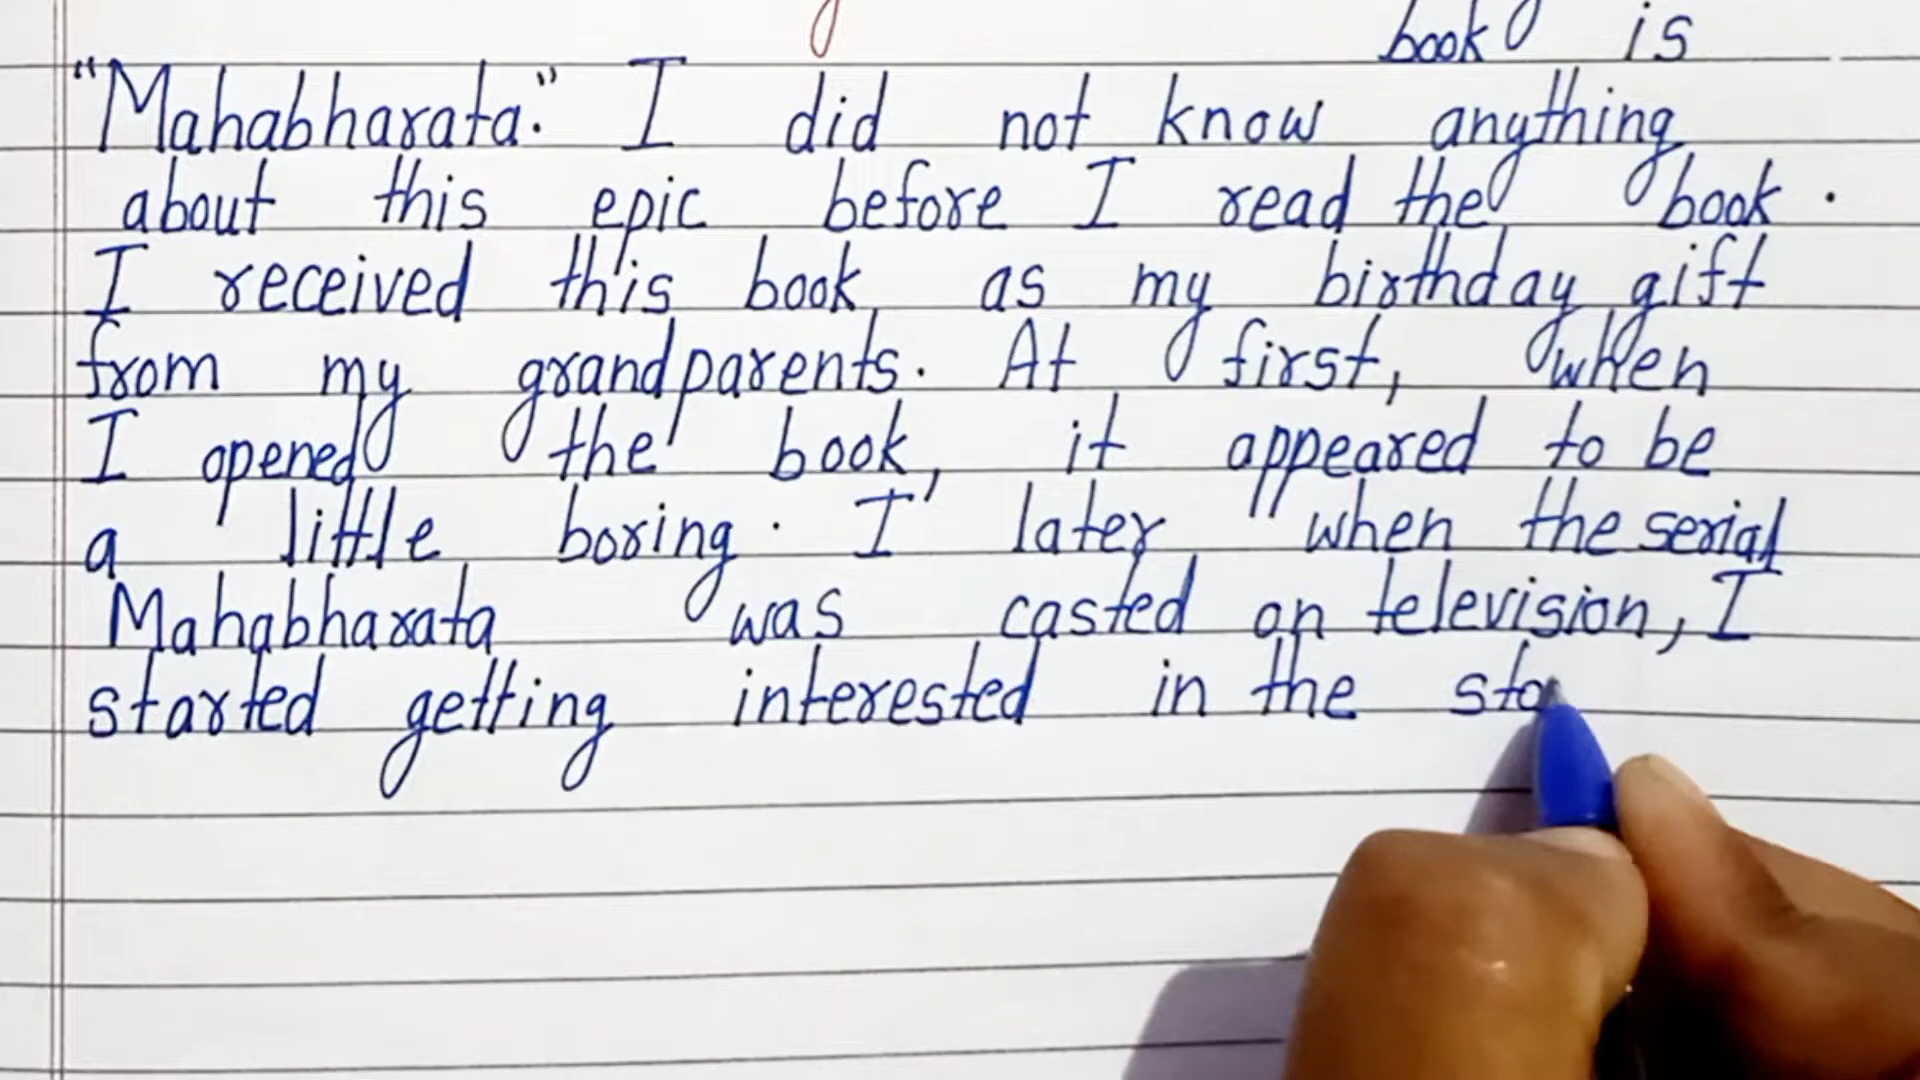 book is
"Mahabharata." I did not know anything
about this epic before I read the book.
I received this book as my birthday gift
from my grandparents. At first, when
I opened the book, it appeared to be
a little boring. I later when the serial
Mahabharata was casted on television, I
started getting interested in the sto